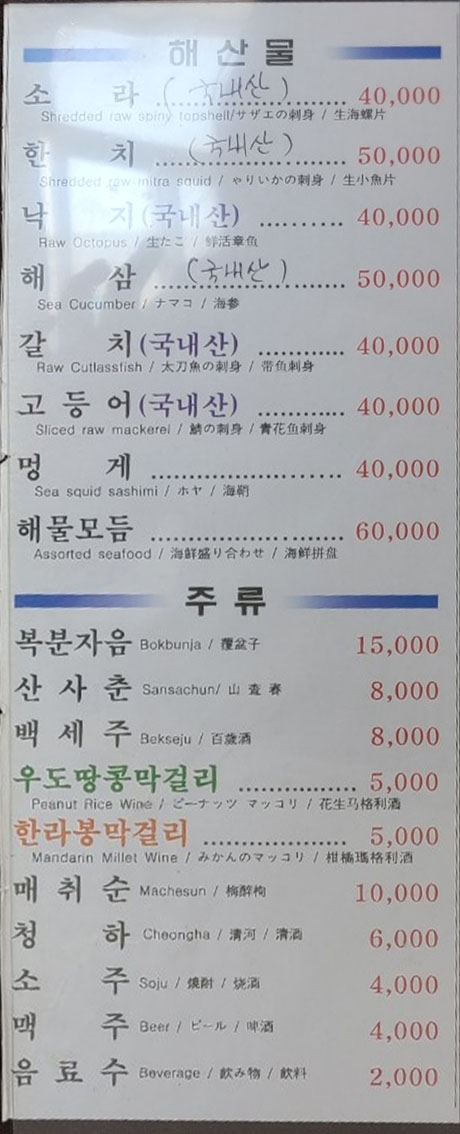 해산물
소 라 (국내산) ........ 40,000
Shredded raw spiny topshell/サザエの刺身 / 生海螺片
한 치 (국내산) ........ 50,000
Shredded raw mitra squid / やりいかの刺身 / 生小魚片
낙 지(국내산) ......... 40,000
Raw Octopus / 生たこ / 鲜活章鱼
해 삼 (국내산) ........ 50,000
Sea Cucumber / ナマコ / 海参
갈 치(국내산) ............ 40,000
Raw Cutlassfish / 太刀魚の刺身 / 带鱼刺身
고 등 어(국내산) ............ 40,000
Sliced raw mackerel / 鯖の刺身 / 青花鱼刺身
멍 게 ........................... 40,000
Sea squid sashimi / ホヤ / 海鞘
해물모듬 ........................... 60,000
Assorted seafood / 海鮮盛り合わせ / 海鲜拼盘
주 류
복분자음 Bokbunja / 覆盆子 15,000
산 사 춘 Sansachun/ 山 査 春 8,000
백 세 주 Bekseju / 百歲酒 8,000
우도땅콩막걸리 ................ 5,000
Peanut Rice Wine / ピーナッツ マッコリ / 花生马格利酒
한라봉막걸리 ................... 5,000
Mandarin Millet Wine / みかんのマッコリ / 柑橘瑪格利酒
매 취 순 Machesun / 梅醉栒 10,000
청 하 Cheongha / 清河 / 清酒 6,000
소 주 Soju / 燒酎 / 烧酒 4,000
맥 주 Beer / ビール / 啤酒 4,000
음 료 수 Beverage / 飲み物 / 飲料 2,000